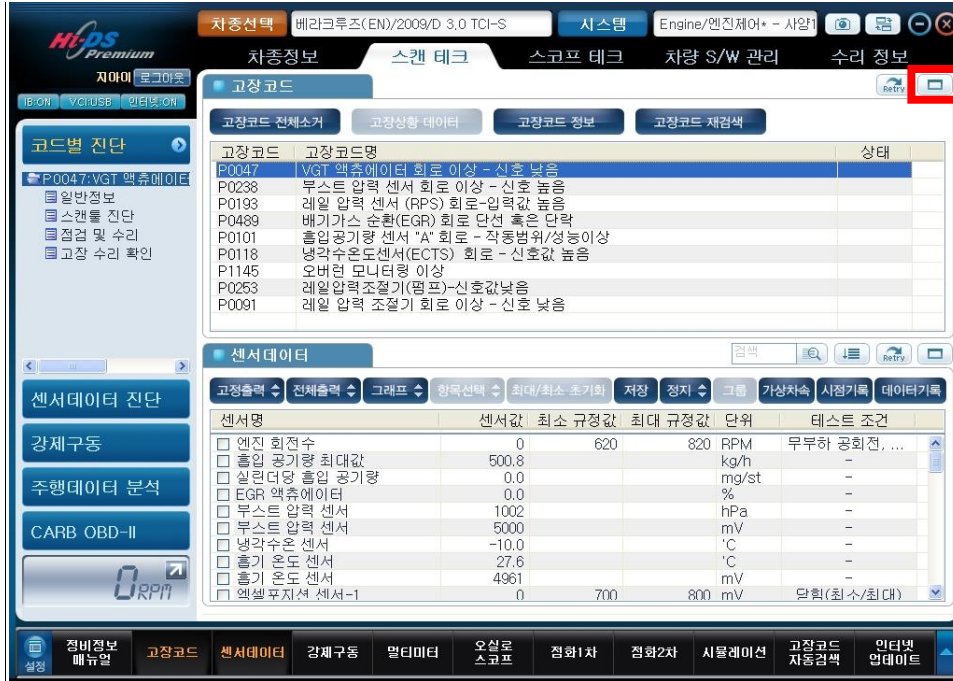 Hi-DS
Premium
차종선택 베라크루즈(EN)/2009/D 3.0 TCI-S 시스템 Engine/엔진제어* - 사양1
차종정보 스캔 테크 스코프 테크 차량 S/W 관리 수리 정보
지아이 로그아웃
IB:ON VCI:USB 인터넷:ON
고장코드 Retry
고장코드 전체소거 고장상황 데이터 고장코드 정보 고장코드 재검색
코드별 진단
P0047:VGT 액츄에이터
일반정보
스캔툴 진단
점검 및 수리
고장 수리 확인
고장코드 고장코드명 상태
P0047 VGT 액츄에이터 회로 이상 - 신호 낮음
P0238 부스트 압력 센서 회로 이상 - 신호 높음
P0193 레일 압력 센서 (RPS) 회로-입력값 높음
P0489 배기가스 순환(EGR) 회로 단선 혹은 단락
P0101 흡입공기량 센서 "A" 회로 - 작동범위/성능이상
P0118 냉각수온도센서(ECTS) 회로 - 신호값 높음
P1145 오버런 모니터링 이상
P0253 레일압력조절기(펌프)-신호값낮음
P0091 레일 압력 조절기 회로 이상 - 신호 낮음
센서데이터 검색 Retry
고정출력 전체출력 그래프 항목선택 최대/최소 초기화 저장 정지 그룹 가상차속 시점기록 데이터기록
센서데이터 진단
강제구동
주행데이터 분석
CARB OBD-II
0 RPM
센서명 센서값 최소 규정값 최대 규정값 단위 테스트 조건
엔진 회전수 0 620 820 RPM 무부하 공회전, ...
흡입 공기량 최대값 500.8 kg/h -
실린더당 흡입 공기량 0.0 mg/st -
EGR 액츄에이터 0.0 % -
부스트 압력 센서 1002 hPa -
부스트 압력 센서 5000 mV -
냉각수온 센서 -10.0 'C -
흡기 온도 센서 27.6 'C -
흡기 온도 센서 4961 mV -
엑셀포지션 센서-1 0 700 800 mV 닫힘(최소/최대)
설정 정비정보 매뉴얼 고장코드 센서데이터 강제구동 멀티미터 오실로 스코프 점화1차 점화2차 시뮬레이션 고장코드 자동검색 인터넷 업데이트